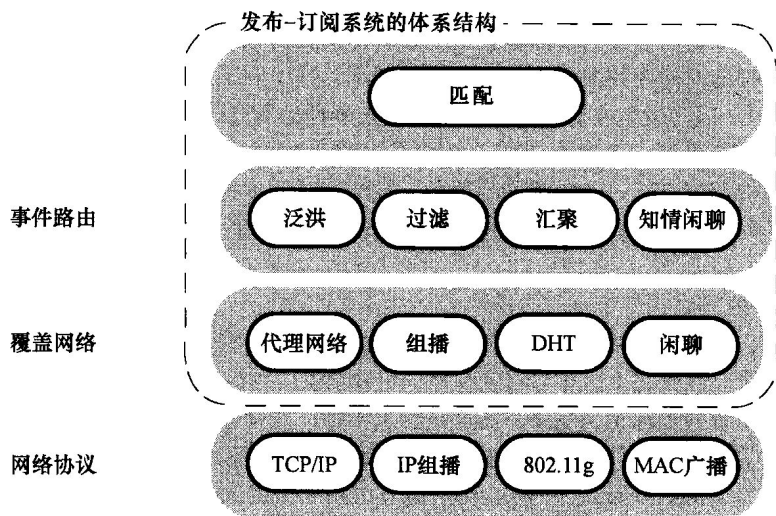 发布-订阅系统的体系结构
匹配
事件路由
泛洪
过滤
汇聚
知情闲聊
覆盖网络
代理网络
组播
DHT
闲聊
网络协议
TCP/IP
IP组播
802.11g
MAC广播